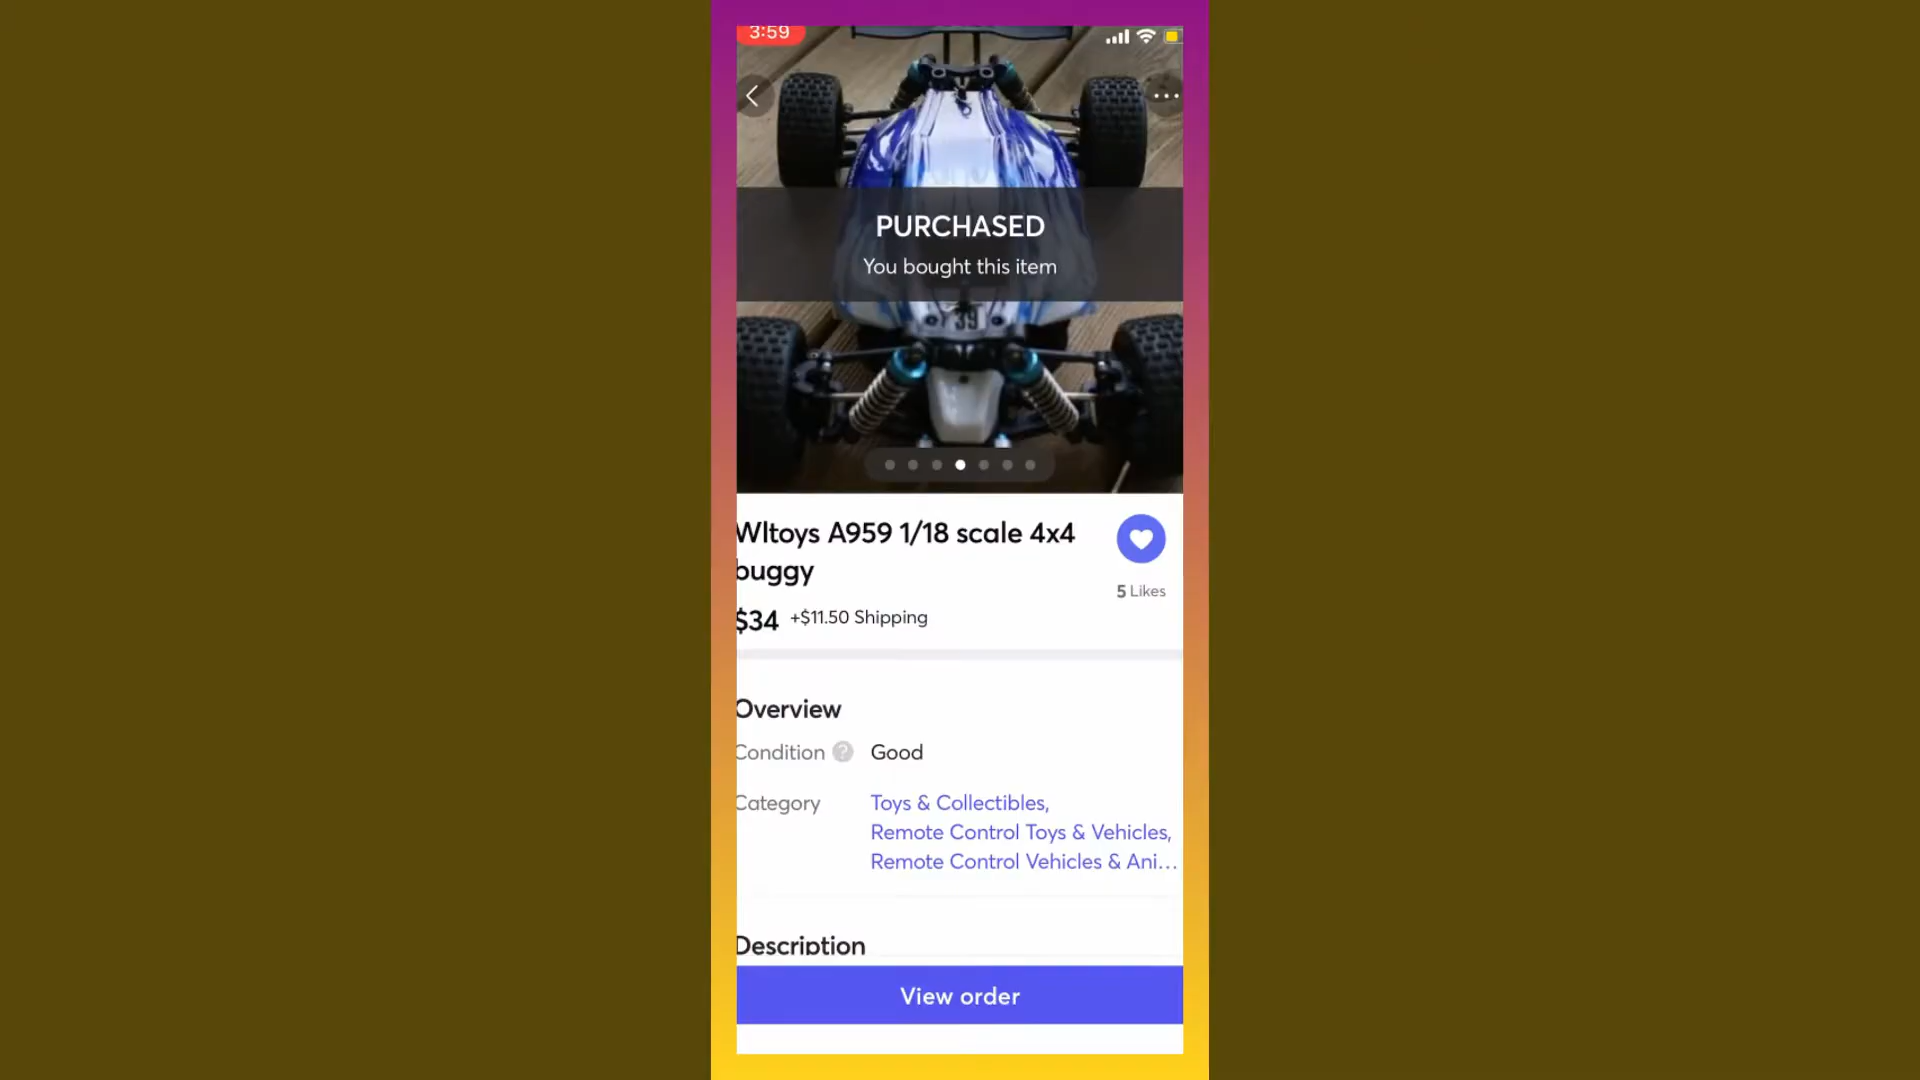 3:59
PURCHASED
You bought this item
39
Wltoys A959 1/18 scale 4x4
buggy
5 Likes
$34 +$11.50 Shipping
Overview
Condition ? Good
Category Toys & Collectibles,
Remote Control Toys & Vehicles,
Remote Control Vehicles & Ani...
Description
View order